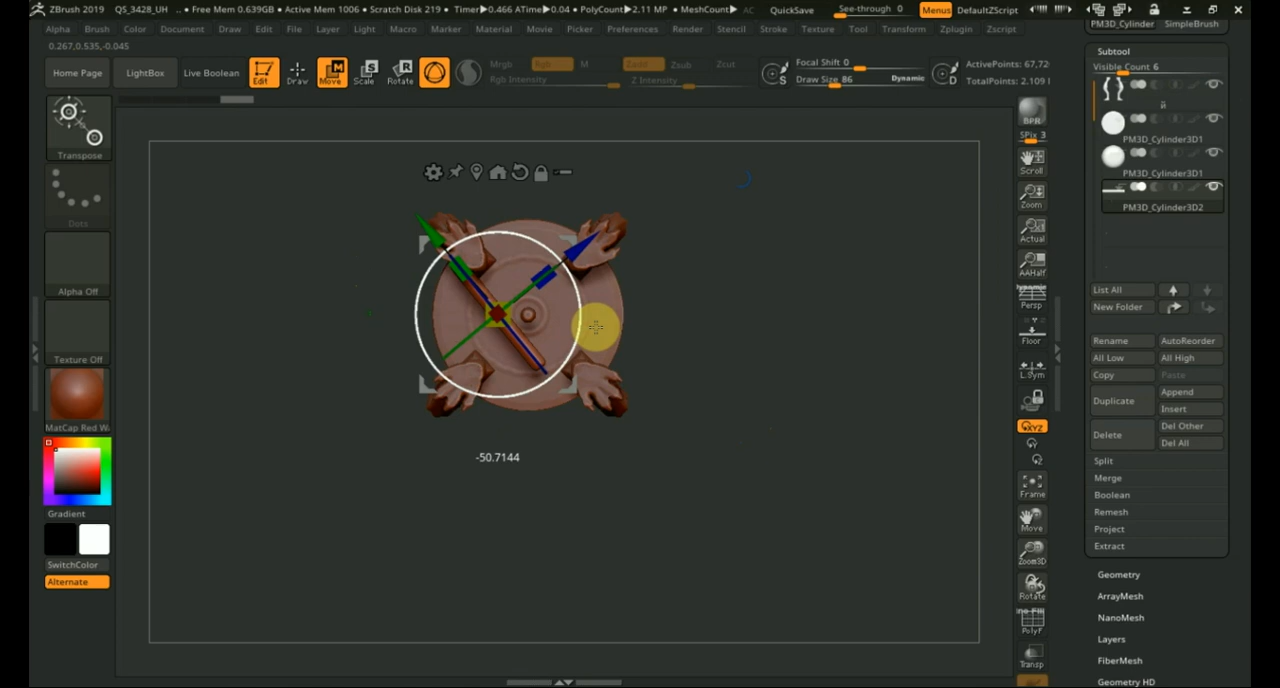 ZBrush 2019 QS_3428_UH .. • Free Mem 0.639GB • Active Mem 1006 • Scratch Disk 219 • Timer▶0.466 ATime▶0.04 • PolyCount▶2.11 MP • MeshCount▶ AC QuickSave See-through 0 Menus DefaultZScript
Alpha Brush Color Document Draw Edit File Layer Light Macro Marker Material Movie Picker Preferences Render Stencil Stroke Texture Tool Transform Zplugin Zscript
PM3D_Cylinder SimpleBrush
0.267,0.535,-0.045
Home Page LightBox Live Boolean Edit Draw Move Scale Rotate
Mrgb Rgb M Zadd Zsub Zcut
Rgb Intensity Z Intensity
Focal Shift 0
Draw Size 86 Dynamic
S
D
ActivePoints: 67,72
TotalPoints: 2.109
Subtool
Visible Count 6
PM3D_Cylinder3D1
PM3D_Cylinder3D1
PM3D_Cylinder3D2
List All
New Folder
Rename AutoReorder
All Low All High
Copy Paste
Duplicate Append
Insert
Delete Del Other
Del All
Split
Merge
Boolean
Remesh
Project
Extract
Geometry
ArrayMesh
NanoMesh
Layers
FiberMesh
Geometry HD
Transpose
Dots
Alpha Off
Texture Off
MatCap Red W
Gradient
SwitchColor
Alternate
-50.7144
BPR
SPix 3
Scroll
Zoom
Actual
AAHalf
Dynamic
Persp
Floor
L.Sym
XYZ
Frame
Move
Zoom3D
Rotate
PolyF
Transp